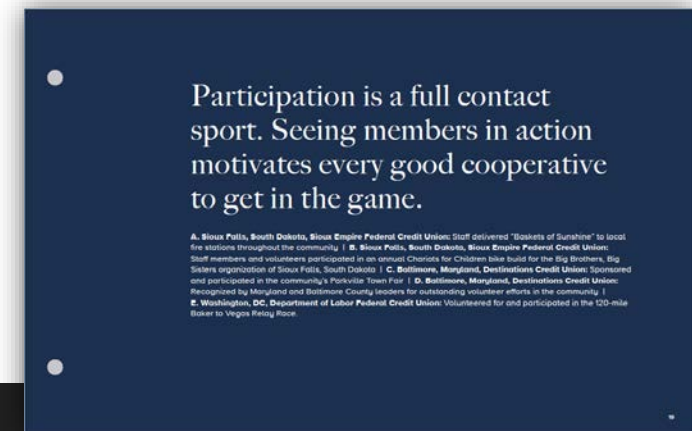 Participation is a full contact
sport. Seeing members in action
motivates every good cooperative
to get in the game.
A. Sioux Falls, South Dakota, Sioux Empire Federal Credit Union: Staff delivered "Baskets of Sunshine" to local
fire stations throughout the community | B. Sioux Falls, South Dakota, Sioux Empire Federal Credit Union:
Staff members and volunteers participated in an annual Chariots for Children bike build for the Big Brothers, Big
Sisters organization of Sioux Falls, South Dakota | C. Baltimore, Maryland, Destinations Credit Union: Sponsored
and participated in the community's Parkville Town Fair | D. Baltimore, Maryland, Destinations Credit Union:
Recognized by Maryland and Baltimore County leaders for outstanding volunteer efforts in the community |
E. Washington, DC, Department of Labor Federal Credit Union: Volunteered for and participated in the 120-mile
Baker to Vegas Relay Race.